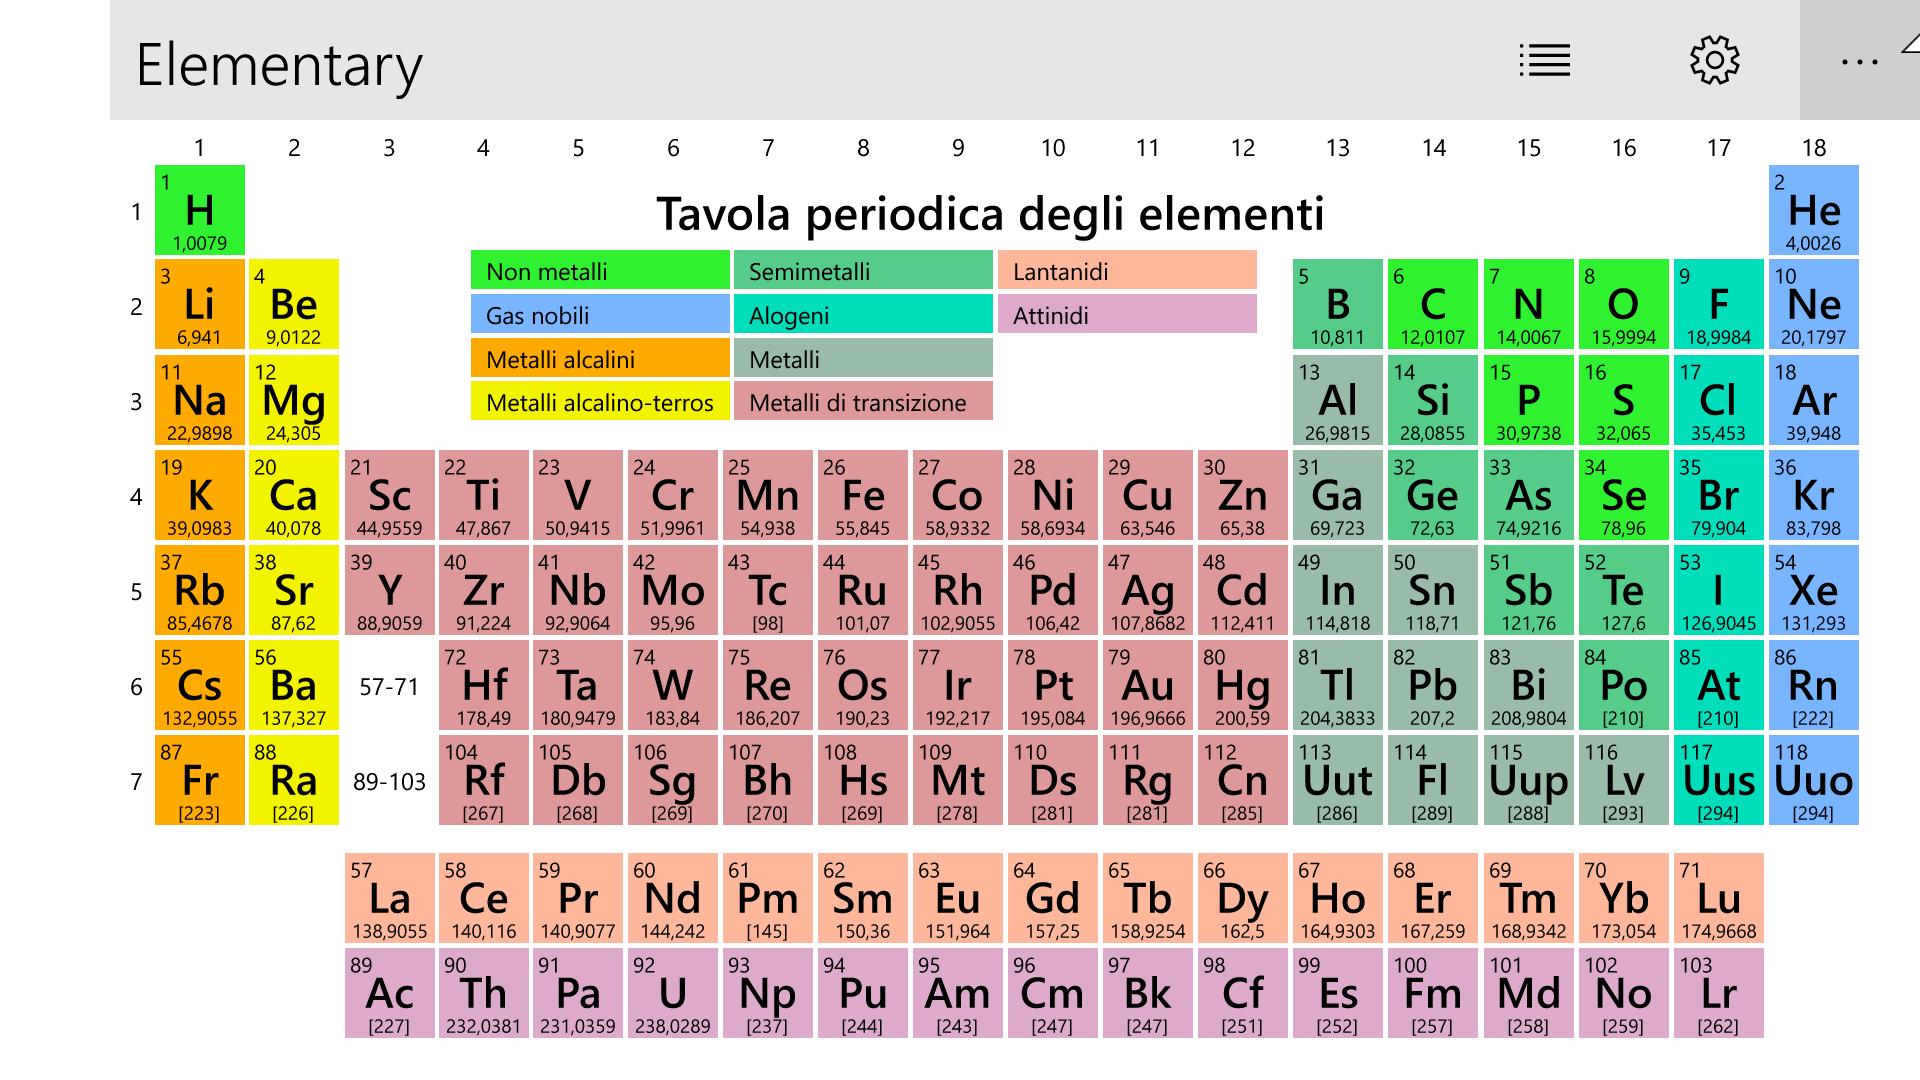 Elementary
1 2 3 4 5 6 7 8 9 10 11 12 13 14 15 16 17 18
Tavola periodica degli elementi
Non metalli Semimetalli Lantanidi
Gas nobili Alogeni Attinidi
Metalli alcalini Metalli
Metalli alcalino-terros Metalli di transizione
1 2
1 H He
1,0079 4,0026
3 4 5 6 7 8 9 10
2 Li Be B C N O F Ne
6,941 9,0122 10,811 12,0107 14,0067 15,9994 18,9984 20,1797
11 12 13 14 15 16 17 18
3 Na Mg Al Si P S Cl Ar
22,9898 24,305 26,9815 28,0855 30,9738 32,065 35,453 39,948
19 20 21 22 23 24 25 26 27 28 29 30 31 32 33 34 35 36
4 K Ca Sc Ti V Cr Mn Fe Co Ni Cu Zn Ga Ge As Se Br Kr
39,0983 40,078 44,9559 47,867 50,9415 51,9961 54,938 55,845 58,9332 58,6934 63,546 65,38 69,723 72,63 74,9216 78,96 79,904 83,798
37 38 39 40 41 42 43 44 45 46 47 48 49 50 51 52 53 54
5 Rb Sr Y Zr Nb Mo Tc Ru Rh Pd Ag Cd In Sn Sb Te I Xe
85,4678 87,62 88,9059 91,224 92,9064 95,96 [98] 101,07 102,9055 106,42 107,8682 112,411 114,818 118,71 121,76 127,6 126,9045 131,293
55 56 72 73 74 75 76 77 78 79 80 81 82 83 84 85 86
6 Cs Ba 57-71 Hf Ta W Re Os Ir Pt Au Hg Tl Pb Bi Po At Rn
132,9055 137,327 178,49 180,9479 183,84 186,207 190,23 192,217 195,084 196,9666 200,59 204,3833 207,2 208,9804 [210] [210] [222]
87 88 104 105 106 107 108 109 110 111 112 113 114 115 116 117 118
7 Fr Ra 89-103 Rf Db Sg Bh Hs Mt Ds Rg Cn Uut Fl Uup Lv Uus Uuo
[223] [226] [267] [268] [269] [270] [269] [278] [281] [281] [285] [286] [289] [288] [293] [294] [294]
57 58 59 60 61 62 63 64 65 66 67 68 69 70 71
La Ce Pr Nd Pm Sm Eu Gd Tb Dy Ho Er Tm Yb Lu
138,9055 140,116 140,9077 144,242 [145] 150,36 151,964 157,25 158,9254 162,5 164,9303 167,259 168,9342 173,054 174,9668
89 90 91 92 93 94 95 96 97 98 99 100 101 102 103
Ac Th Pa U Np Pu Am Cm Bk Cf Es Fm Md No Lr
[227] 232,0381 231,0359 238,0289 [237] [244] [243] [247] [247] [251] [252] [257] [258] [259] [262]